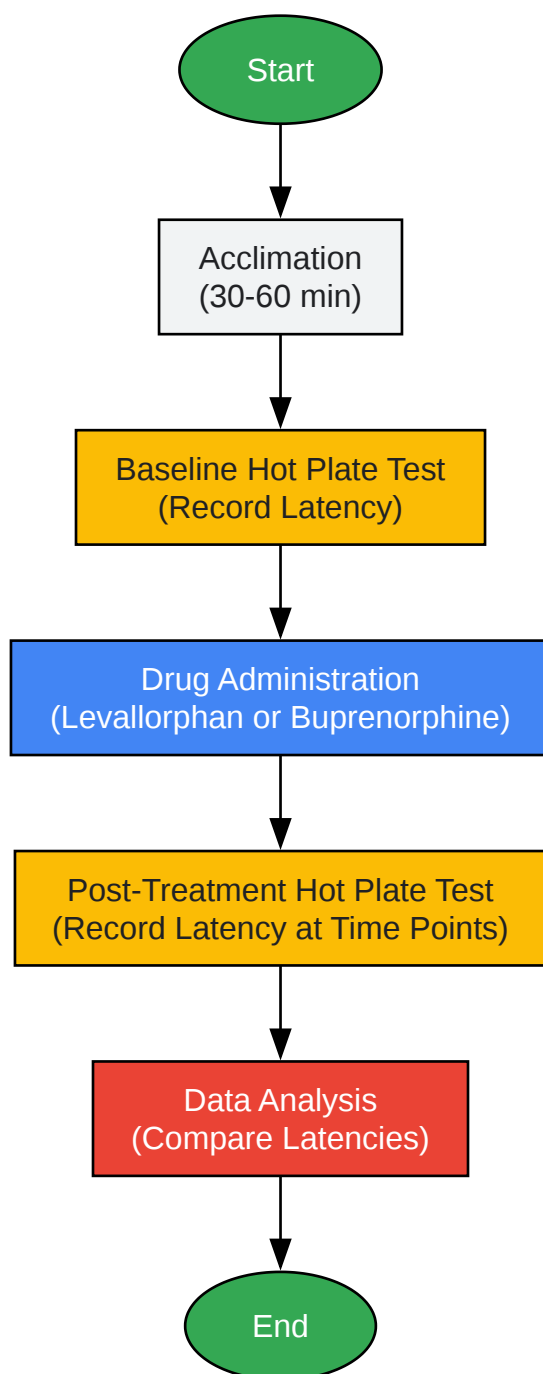 Start
Acclimation
(30-60 min)
Baseline Hot Plate Test
(Record Latency)
Drug Administration
(Levallorphan or Buprenorphine)
Post-Treatment Hot Plate Test
(Record Latency at Time Points)
Data Analysis
(Compare Latencies)
End